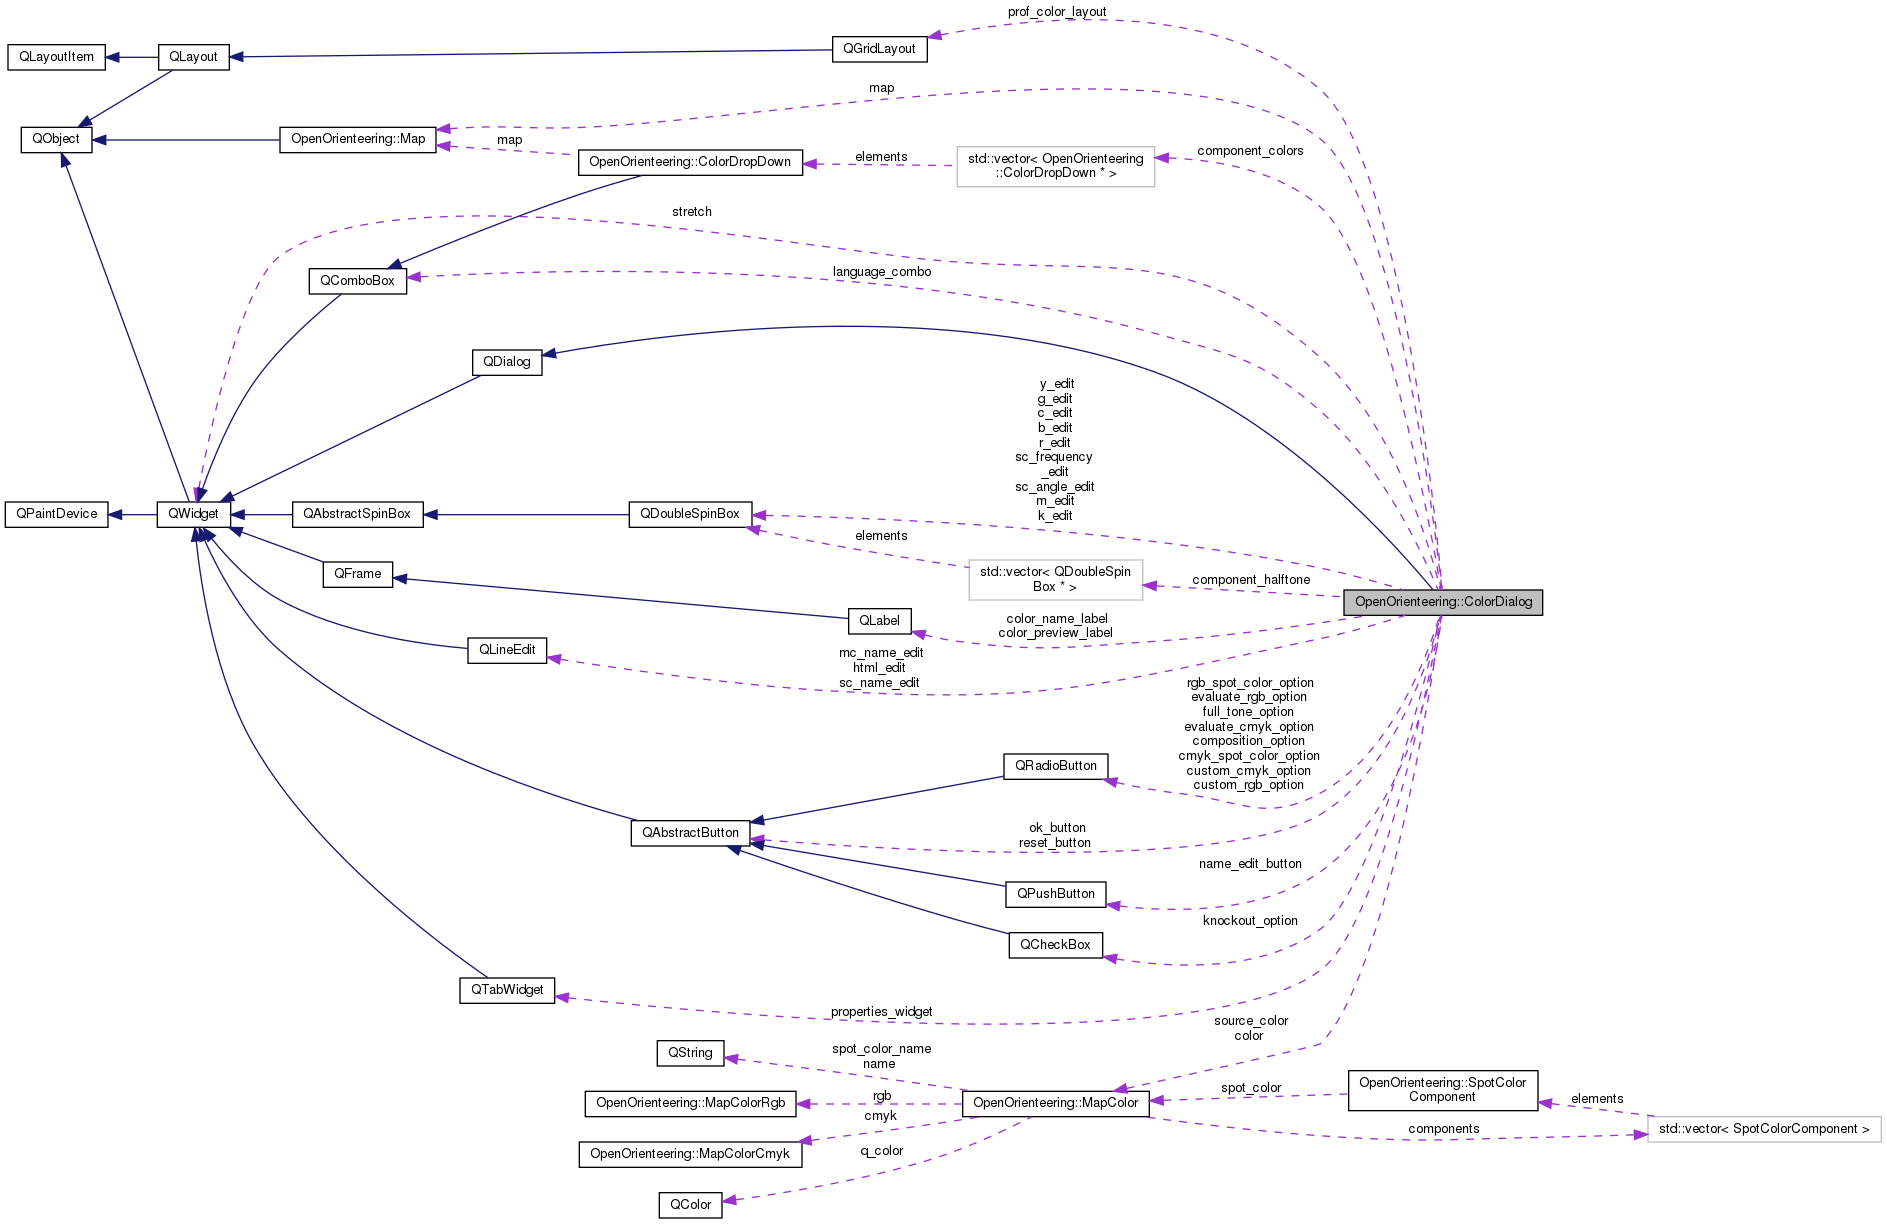 prof_color_layout
QLayoutItem
QLayout
QGridLayout
map
QObject
OpenOrienteering::Map
map
OpenOrienteering::ColorDropDown
elements
std::vector< OpenOrienteering
::ColorDropDown * >
component_colors
stretch
QComboBox
language_combo
QDialog
y_edit
g_edit
c_edit
b_edit
r_edit
sc_frequency
_edit
sc_angle_edit
m_edit
k_edit
QPaintDevice
QWidget
QAbstractSpinBox
QDoubleSpinBox
elements
QFrame
std::vector< QDoubleSpin
Box * >
component_halftone
OpenOrienteering::ColorDialog
QLabel
color_name_label
color_preview_label
QLineEdit
mc_name_edit
html_edit
sc_name_edit
rgb_spot_color_option
evaluate_rgb_option
full_tone_option
evaluate_cmyk_option
composition_option
cmyk_spot_color_option
custom_cmyk_option
custom_rgb_option
QRadioButton
QAbstractButton
ok_button
reset_button
name_edit_button
QPushButton
knockout_option
QCheckBox
QTabWidget
properties_widget
source_color
color
QString
spot_color_name
name
OpenOrienteering::MapColorRgb
rgb
OpenOrienteering::MapColor
spot_color
OpenOrienteering::SpotColor
Component
elements
cmyk
components
std::vector< SpotColorComponent >
OpenOrienteering::MapColorCmyk
q_color
QColor